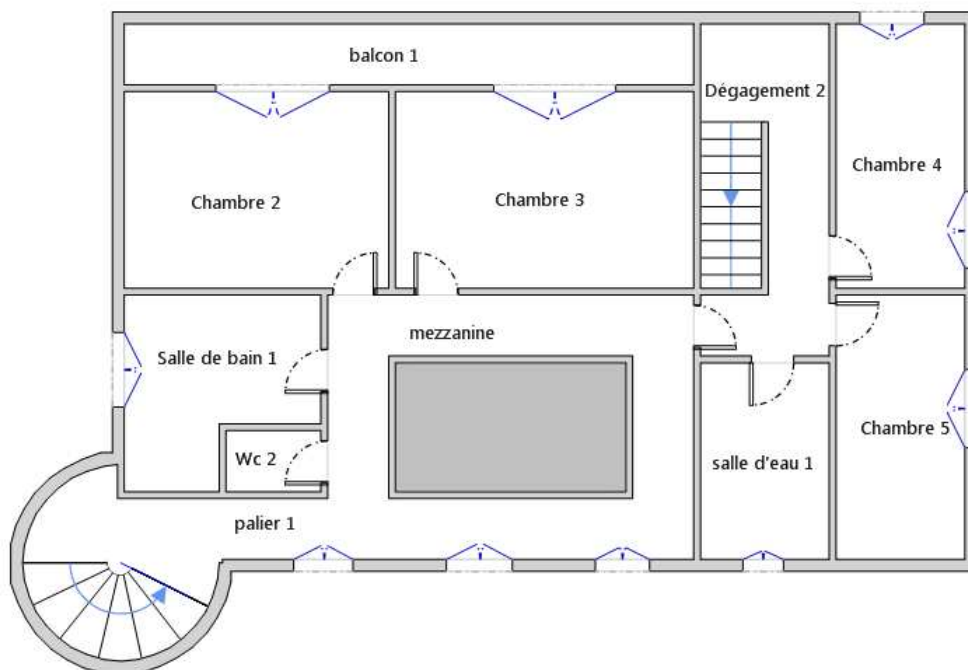 balcon 1
Dégagement 2
Chambre 4
Chambre 2
Chambre 3
mezzanine
Salle de bain 1
Chambre 5
Wc 2
salle d'eau 1
palier 1